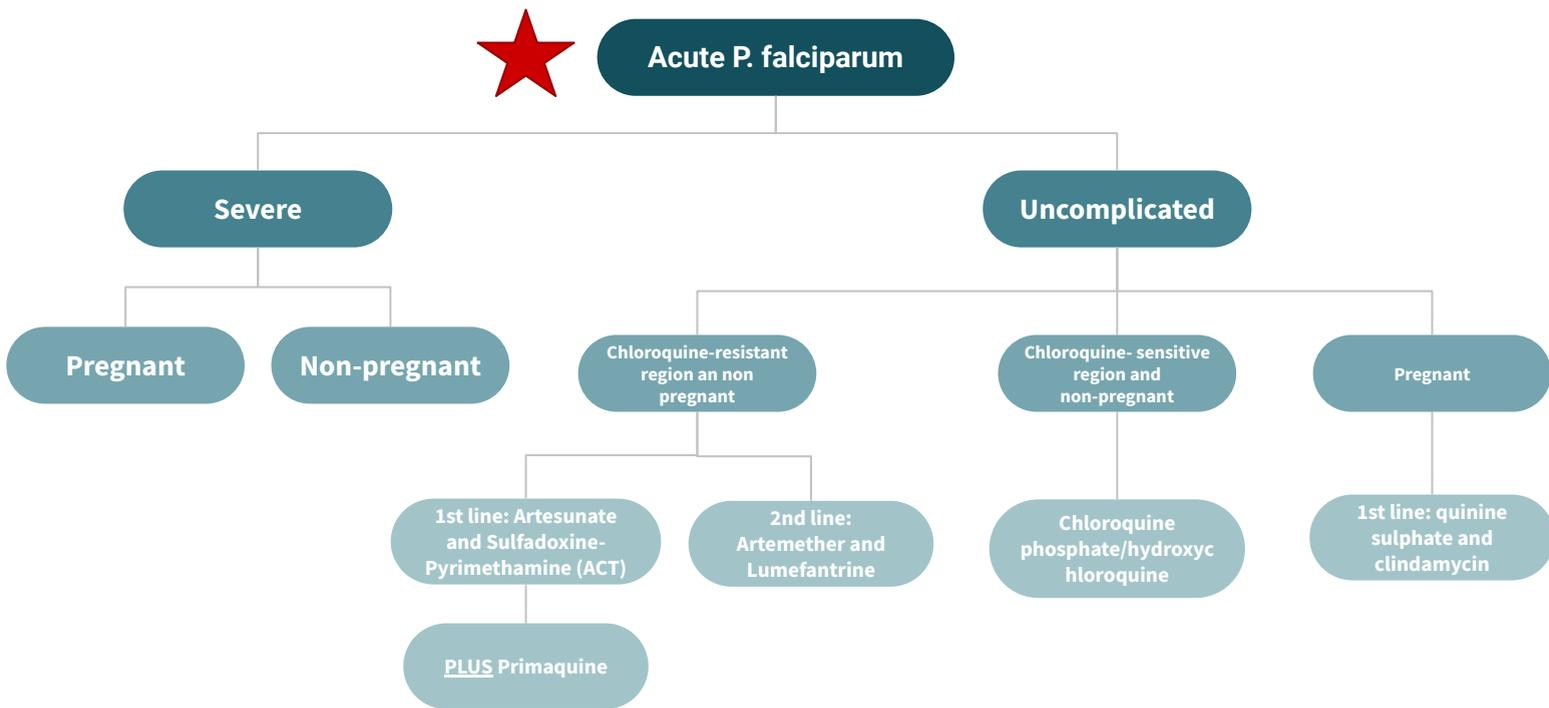 Acute P. falciparum
Severe
Uncomplicated
Pregnant
Non-pregnant
Chloroquine-resistant
region an non
pregnant
Chloroquine- sensitive
region and
non-pregnant
Pregnant
1st line: Artesunate
and Sulfadoxine-
Pyrimethamine (ACT)
2nd line:
Artemether and
Lumefantrine
Chloroquine
phosphate/hydroxyc
hloroquine
1st line: quinine
sulphate and
clindamycin
PLUS Primaquine